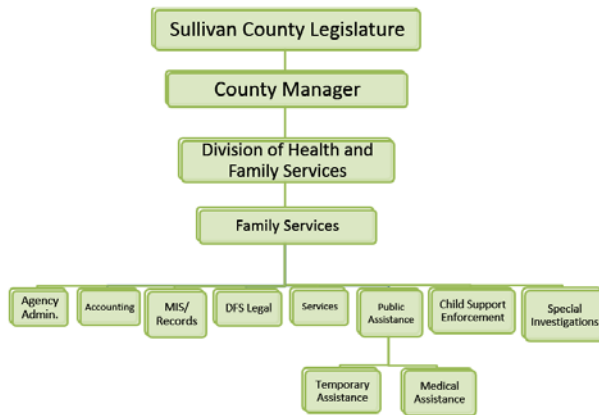 Sullivan County Legislature
County Manager
Division of Health and
Family Services
Family Services
Agency
Admin.
Accounting
MIS/
Records
DFS Legal
Services
Public
Assistance
Child Support
Enforcement
Special
Investigations
Temporary
Assistance
Medical
Assistance